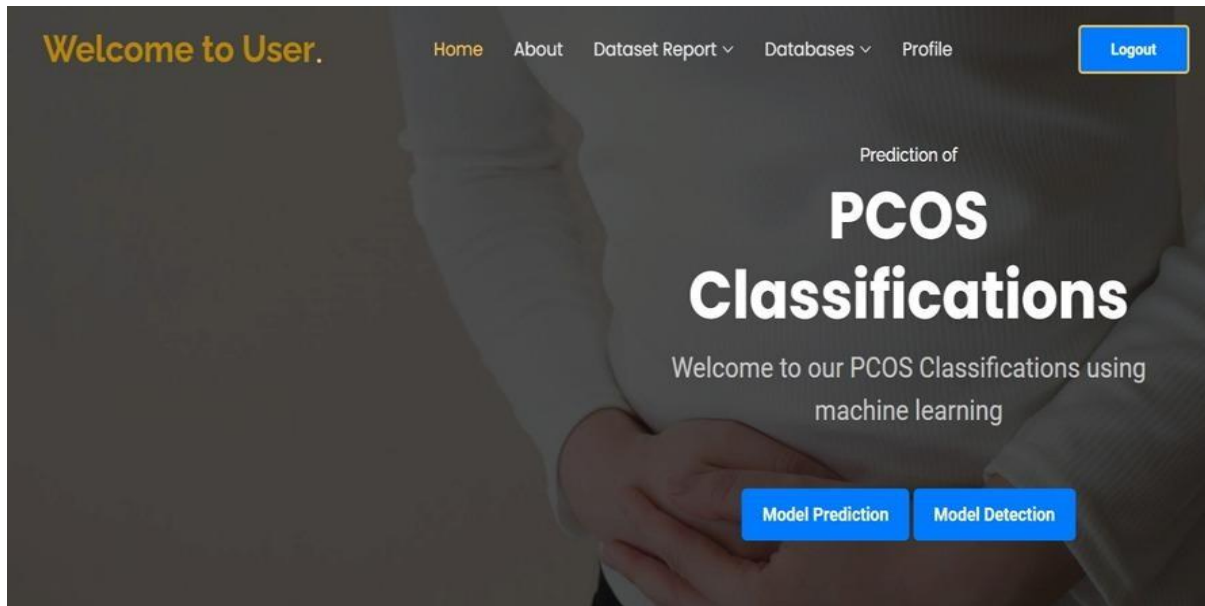 Welcome to User.
Home About Dataset Report Databases Profile
Logout
Prediction of
PCOS
Classifications
Welcome to our PCOS Classifications using
machine learning
Model Prediction Model Detection